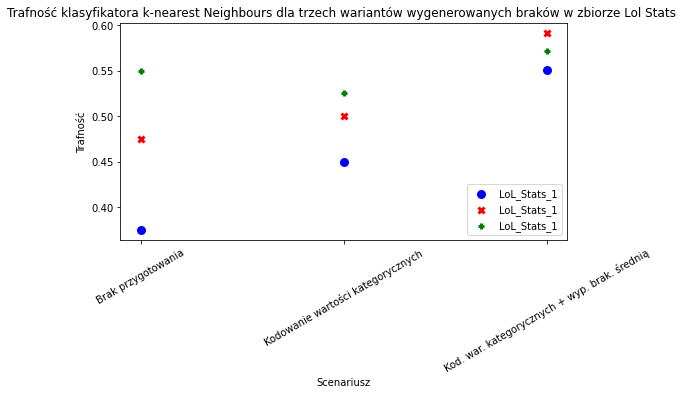 Trafność klasyfikatora k-nearest Neighbours dla trzech wariantów wygenerowanych braków w zbiorze Lol Stats
0.60
0.55
0.50
0.45
0.40
Trafność
LoL_Stats_1
LoL_Stats_1
LoL_Stats_1
Brak przygotowania
Kodowanie wartości kategorycznych
Kod. war. kategorycznych + wyp. brak. średnią
Scenariusz